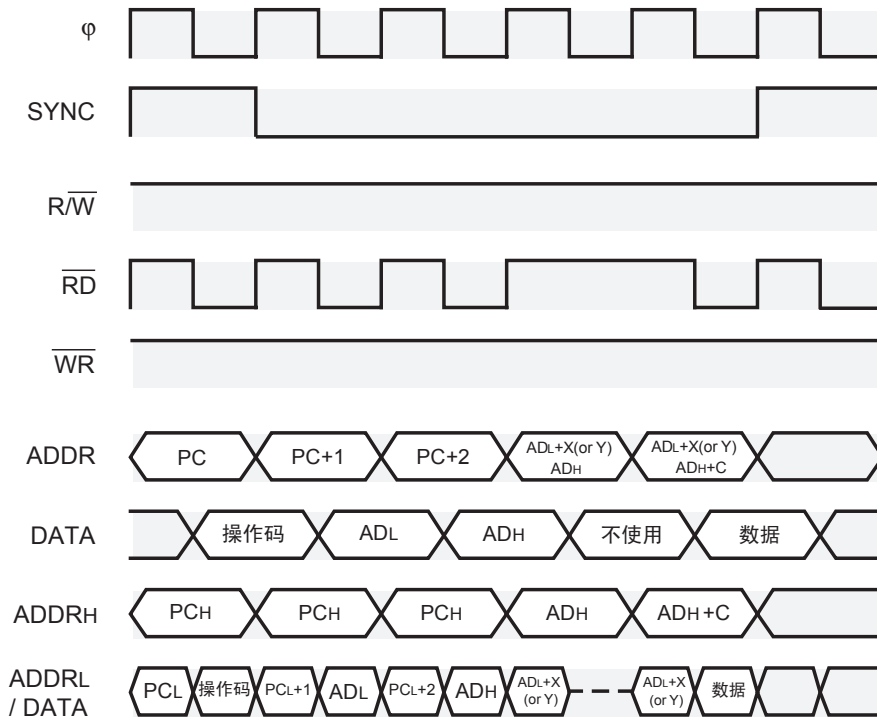 φ
SYNC
R/W̅
R̅D̅
W̅R̅
ADDR PC PC+1 PC+2 ADL+X(or Y) ADH ADL+X(or Y) ADH+C
DATA 操作码 ADL ADH 不使用 数据
ADDRH PCH PCH PCH ADH ADH+C
ADDRL / DATA PCL 操作码 PCL+1 ADL PCL+2 ADH ADL+X (or Y) ADL+X (or Y) 数据